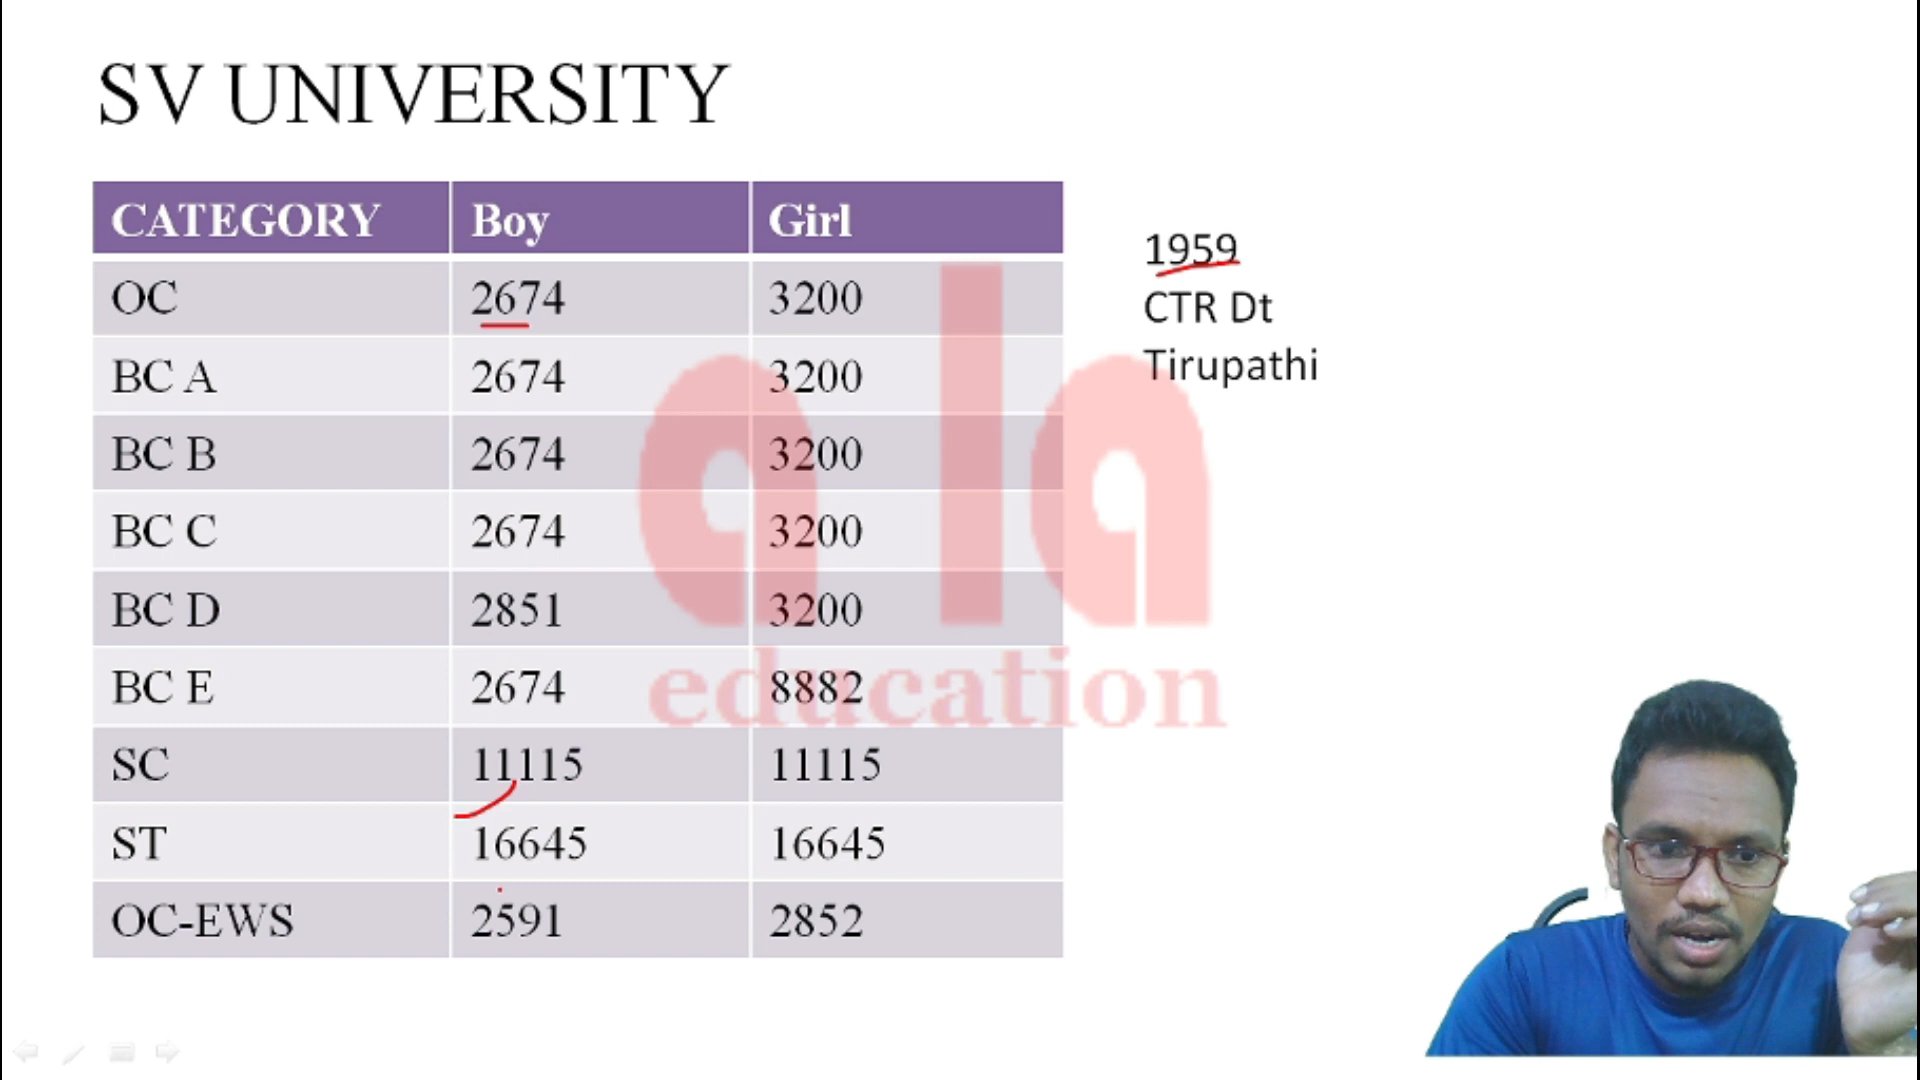 SV UNIVERSITY
CATEGORY Boy Girl
OC 2674 3200
BC A 2674 3200
BC B 2674 3200
BC C 2674 3200
BC D 2851 3200
BC E 2674 8882
SC 11115 11115
ST 16645 16645
OC-EWS 2591 2852
1959
CTR Dt
Tirupathi
ala
education